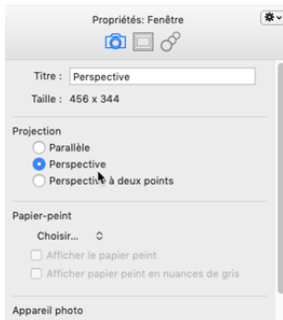 Propriétés: Fenêtre
Titre : Perspective
Taille : 456 x 344
Projection
Parallèle
Perspective
Perspective à deux points
Papier-peint
Choisir...
Afficher le papier peint
Afficher papier peint en nuances de gris
Appareil photo